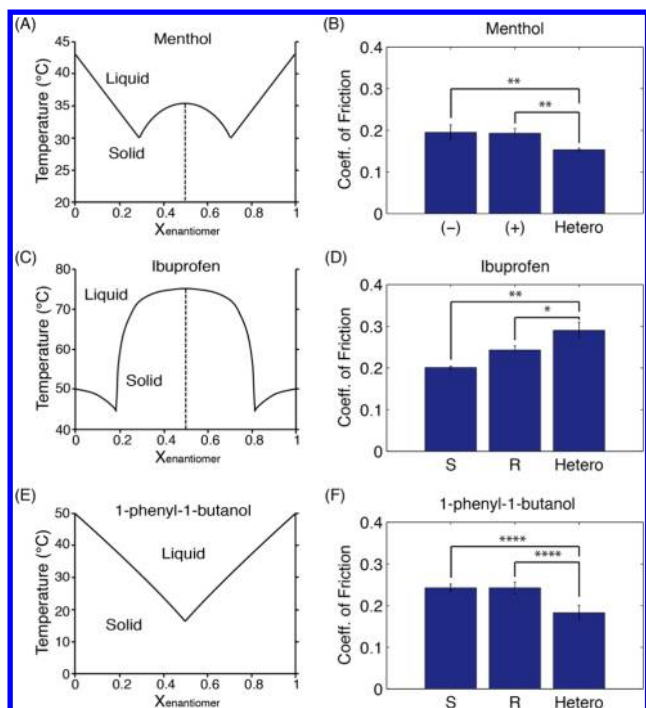 (A)
Menthol
Temperature (°C)
45
40
35
30
25
20
Liquid
Solid
0 0.2 0.4 0.6 0.8 1
Xenantiomer
(B)
Menthol
Coeff. of Friction
0.4
0.3
0.2
0.1
0
**
**
(−) (+) Hetero
(C)
Ibuprofen
Temperature (°C)
80
70
60
50
40
Liquid
Solid
0 0.2 0.4 0.6 0.8 1
Xenantiomer
(D)
Ibuprofen
Coeff. of Friction
0.4
0.3
0.2
0.1
0
**
*
S R Hetero
(E)
1-phenyl-1-butanol
Temperature (°C)
50
40
30
20
10
0
Liquid
Solid
0 0.2 0.4 0.6 0.8 1
Xenantiomer
(F)
1-phenyl-1-butanol
Coeff. of Friction
0.4
0.3
0.2
0.1
0
****
****
S R Hetero